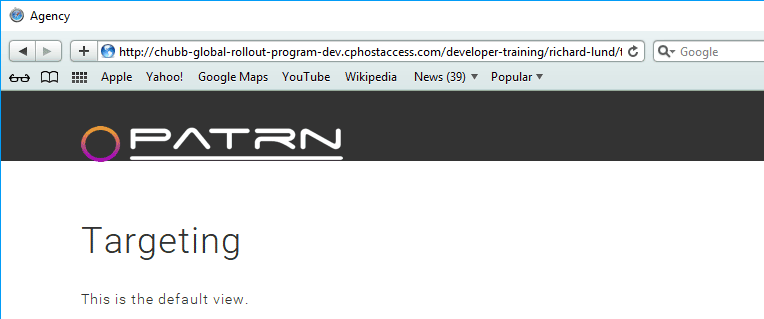 Agency
http://chubb-global-rollout-program-dev.cphostaccess.com/developer-training/richard-lund/t
Google
Apple Yahoo! Google Maps YouTube Wikipedia News (39) Popular
PATRN
Targeting
This is the default view.